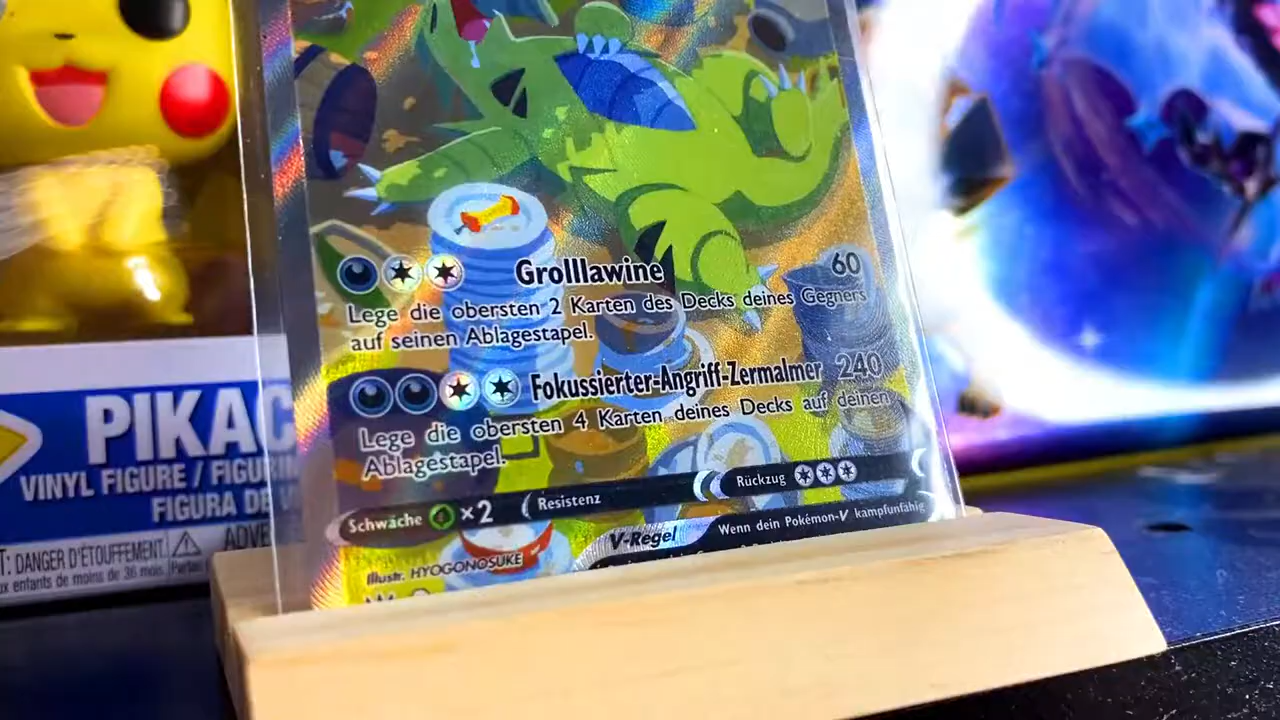 Grolllawine 60
Lege die obersten 2 Karten des Decks deines Gegners
auf seinen Ablagestapel.
Fokussierter-Angriff-Zermalmer 240
Lege die obersten 4 Karten deines Decks auf deinen
Ablagestapel.
Schwäche ×2 Resistenz Rückzug
V-Regel Wenn dein Pokémon-V kampfunfähig
Illustr. HYOGONOSUKE
PIKAC
VINYL FIGURE / FIGUR
FIGURA DE V
T: DANGER D'ÉTOUFFEMENT. ADVE
ux enfants de moins de 36 mois.